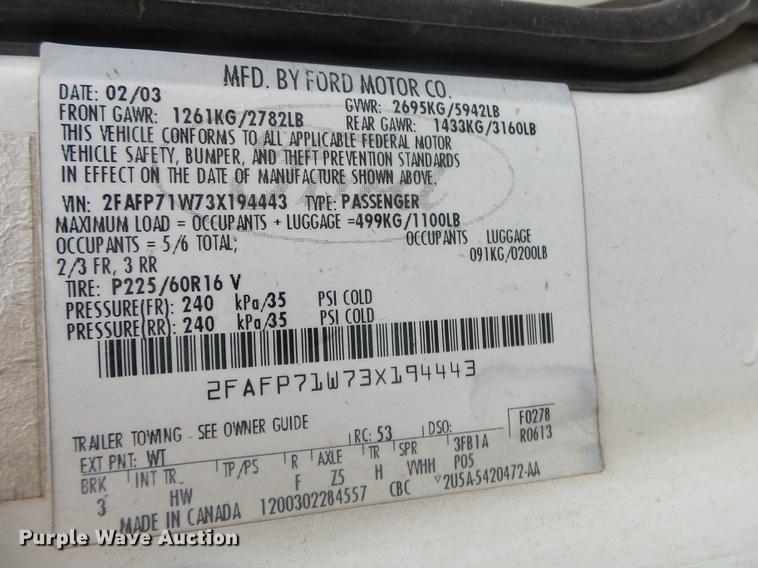 MFD. BY FORD MOTOR CO.
DATE: 02/03 GVWR: 2695KG/5942LB
FRONT GAWR: 1261KG/2782LB REAR GAWR: 1433KG/3160LB
THIS VEHICLE CONFORMS TO ALL APPLICABLE FEDERAL MOTOR
VEHICLE SAFETY, BUMPER, AND THEFT PREVENTION STANDARDS
IN EFFECT ON THE DATE OF MANUFACTURE SHOWN ABOVE.
VIN: 2FAFP71W73X194443 TYPE: PASSENGER
MAXIMUM LOAD = OCCUPANTS + LUGGAGE =499KG/1100LB
OCCUPANTS = 5/6 TOTAL; OCCUPANTS LUGGAGE
2/3 FR, 3 RR 091KG/0200LB
TIRE: P225/60R16 V
PRESSURE(FR): 240 kPa/35 PSI COLD
PRESSURE(RR): 240 kPa/35 PSI COLD
2FAFP71W73X194443
TRAILER TOWING - SEE OWNER GUIDE F0278
EXT PNT: WT RC: 53 DSO: R0613
BRK INT TR TP/PS R AXLE TR SPR 3FB1A
3 HW F Z5 H VVHH P05
MADE IN CANADA 1200302284557 CBC ▽2U5A-5420472-AA
Purple Wave Auction